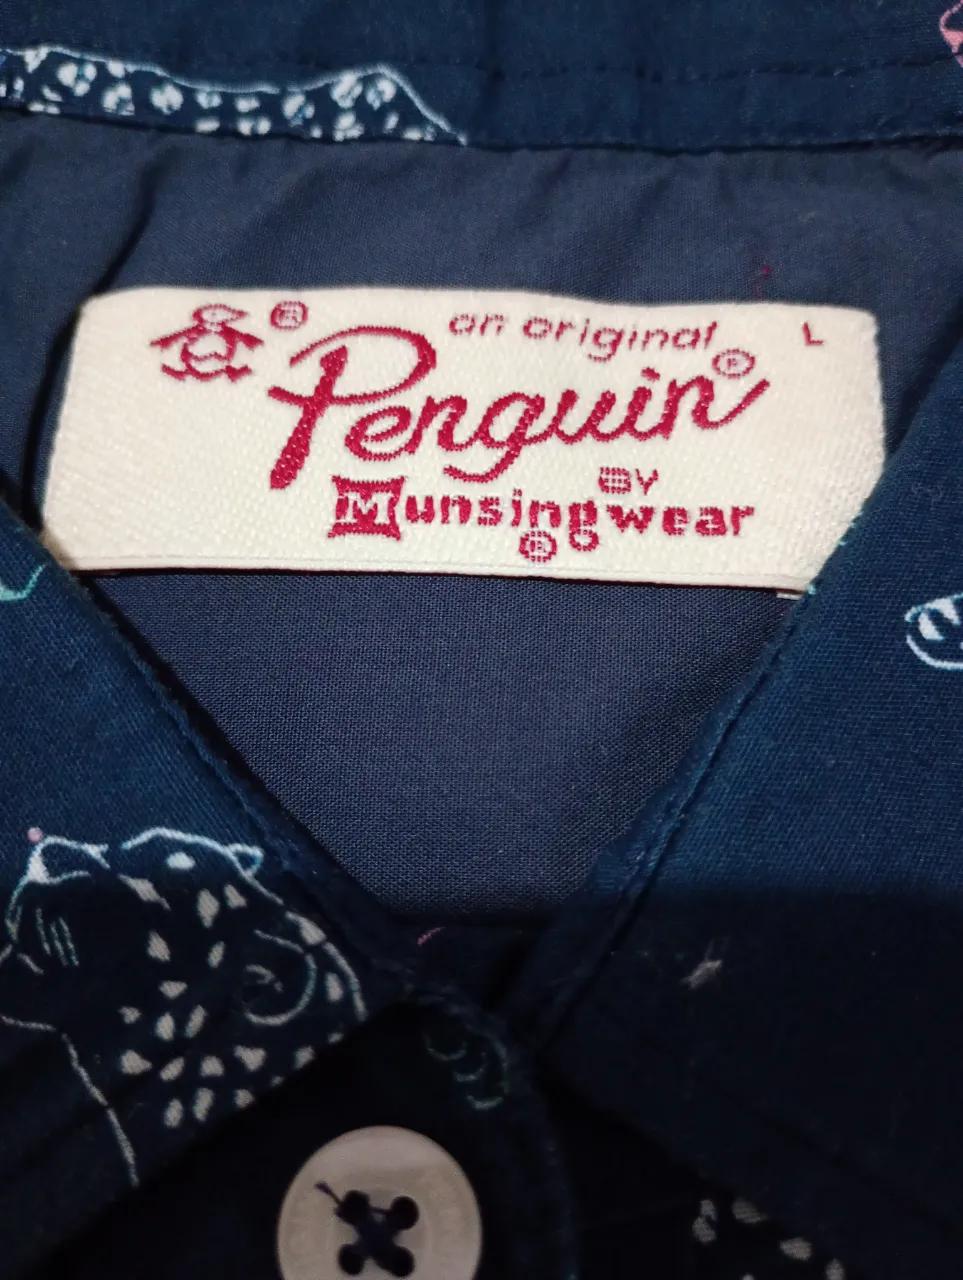 ® an original L
Penguin®
BY
Munsingwear
®